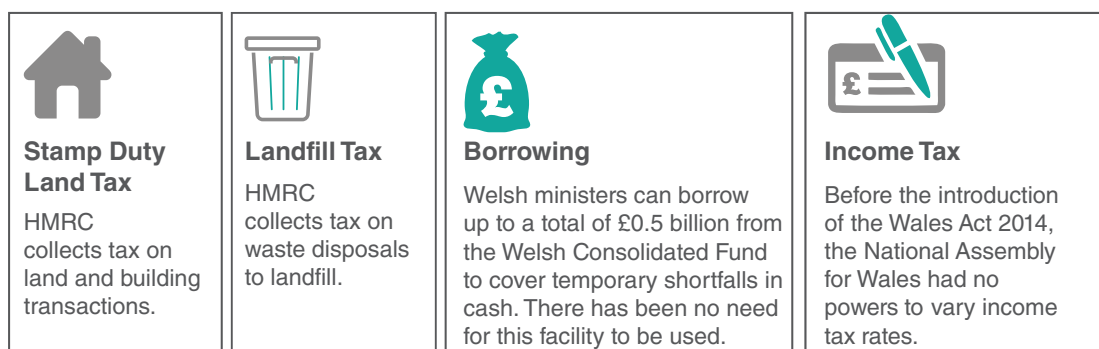 Stamp Duty
Land Tax
HMRC
collects tax on
land and building
transactions.
Landfill Tax
HMRC
collects tax on
waste disposals
to landfill.
£
Borrowing
Welsh ministers can borrow
up to a total of £0.5 billion from
the Welsh Consolidated Fund
to cover temporary shortfalls in
cash. There has been no need
for this facility to be used.
£
Income Tax
Before the introduction
of the Wales Act 2014,
the National Assembly
for Wales had no
powers to vary income
tax rates.